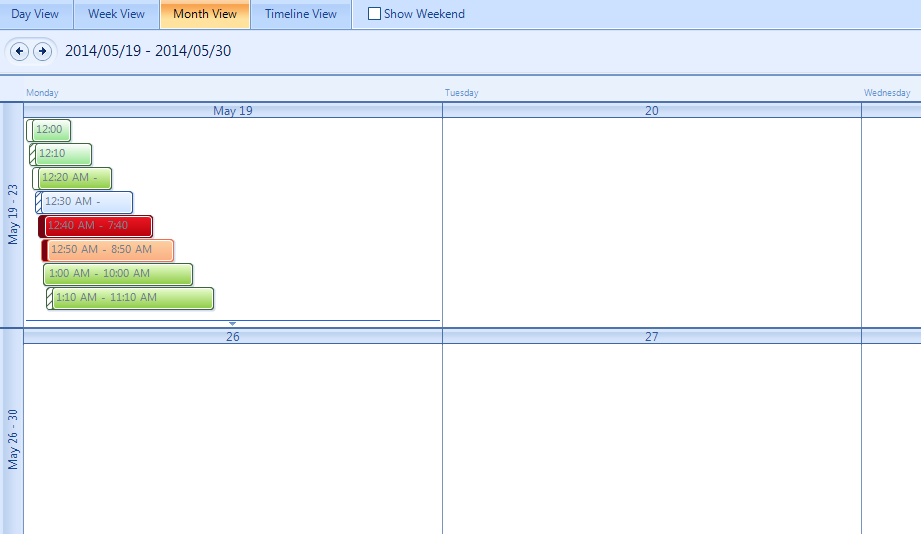 Day View Week View Month View Timeline View Show Weekend
2014/05/19 - 2014/05/30
Monday Tuesday Wednesday
May 19 20
May 19 - 23
12:00
12:10
12:20 AM -
12:30 AM -
12:40 AM - 7:40
12:50 AM - 8:50 AM
1:00 AM - 10:00 AM
1:10 AM - 11:10 AM
26 27
May 26 - 30